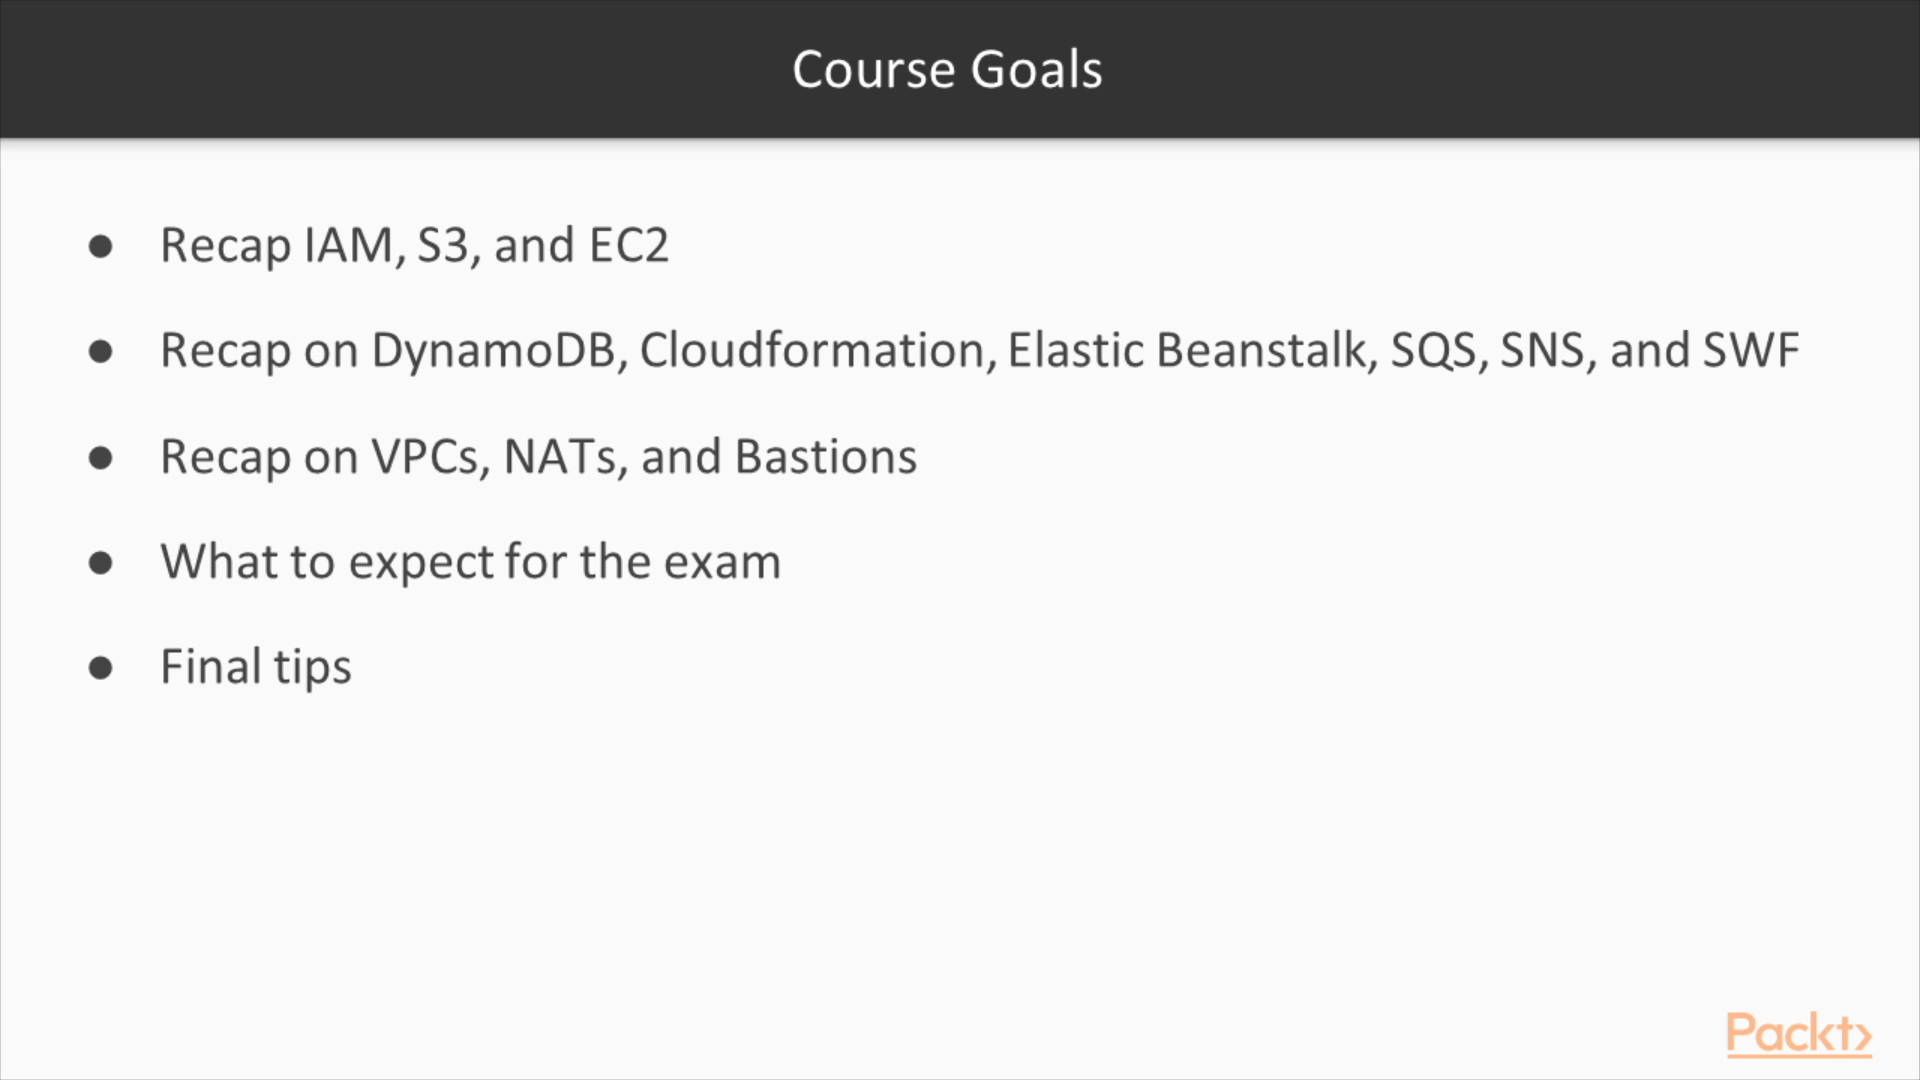 Course Goals
● Recap IAM, S3, and EC2
● Recap on DynamoDB, Cloudformation, Elastic Beanstalk, SQS, SNS, and SWF
● Recap on VPCs, NATs, and Bastions
● What to expect for the exam
● Final tips
Packt>